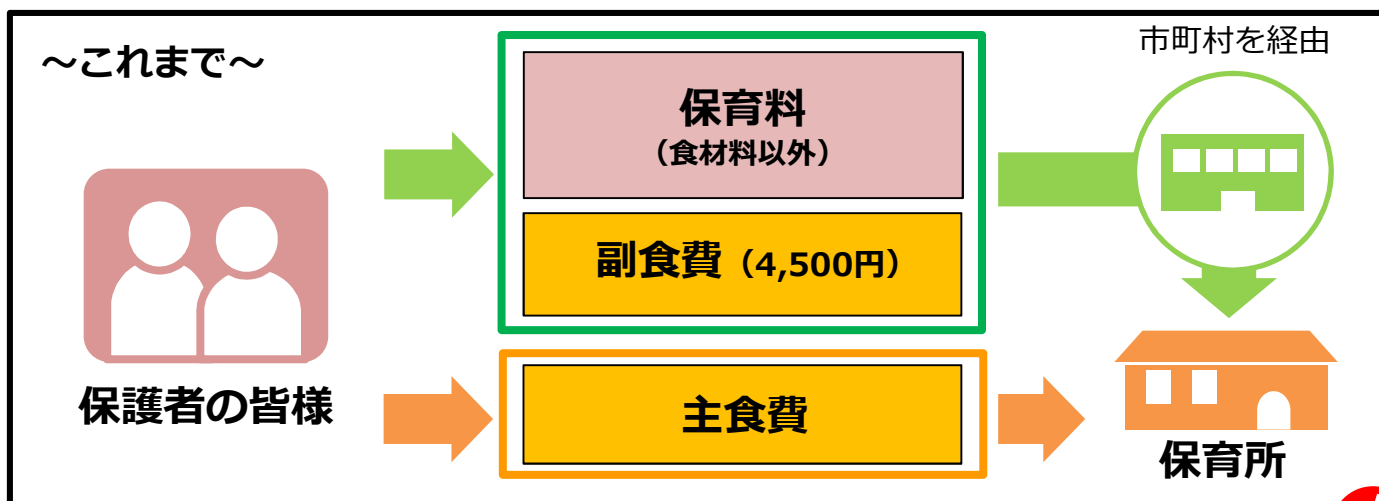 ～これまで～
市町村を経由
保育料
（食材料以外）
副食費（4,500円）
保護者の皆様
主食費
保育所